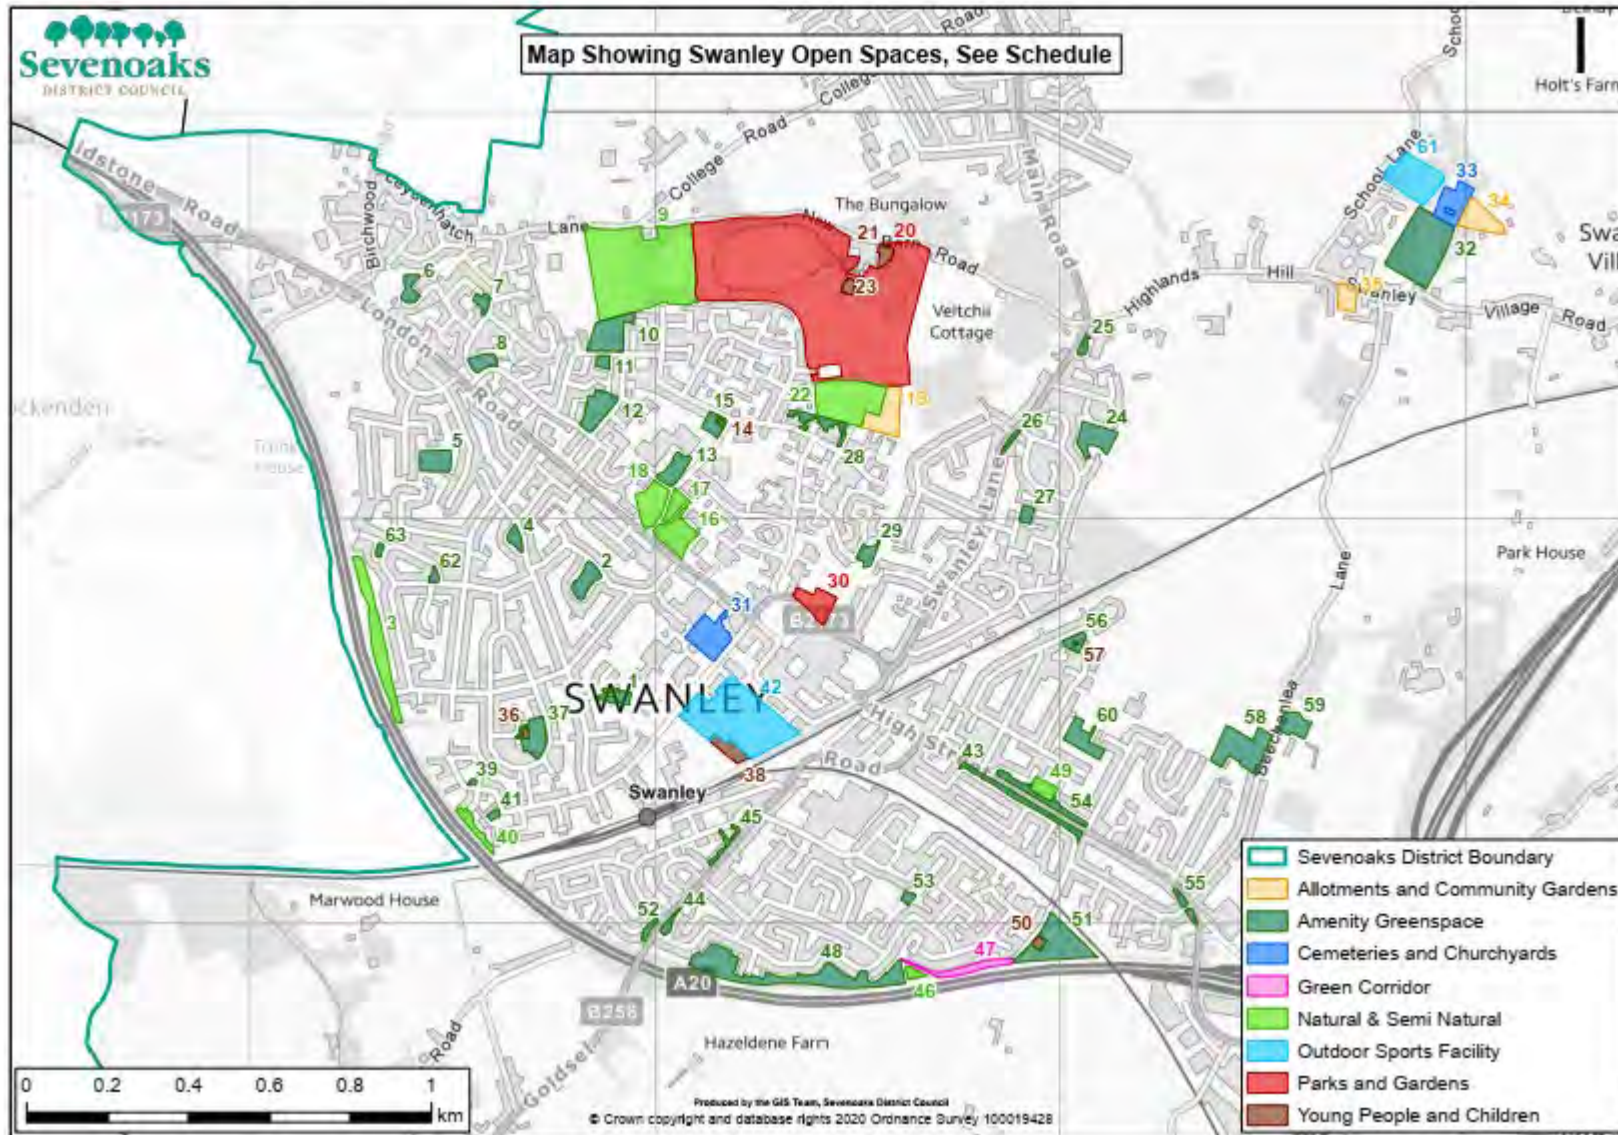 Sevenoaks
DISTRICT COUNCIL
Map Showing Swanley Open Spaces, See Schedule
Holt's Farm
College Road
College Road
Road
Main Road
School Lane
61
33
34
32
35
The Bungalow
New Barn Road
21
20
23
9
Lane
Leydenhatch
Birchwood
idstone Road
London Road
Veltchii
Cottage
Highlands Hill
Swanley
Village Road
6
7
8
10
11
12
15
14
13
22
19
28
25
26
24
27
5
18
17
16
29
63
62
4
2
3
30
31
Swanley Lane
Lane
Park House
56
57
1
SWANLEY
42
38
36
37
39
41
40
Swanley
Road
High Street
43
49
54
60
58
59
Beechenlea
45
Marwood House
52
44
53
48
50
51
47
46
55
A20
B258
Road
Goldsel
Hazeldene Farm
Sevenoaks District Boundary
Allotments and Community Gardens
Amenity Greenspace
Cemeteries and Churchyards
Green Corridor
Natural & Semi Natural
Outdoor Sports Facility
Parks and Gardens
Young People and Children
0 0.2 0.4 0.6 0.8 1
km
Produced by the GIS Team, Sevenoaks District Council
© Crown copyright and database rights 2020 Ordnance Survey 100019428